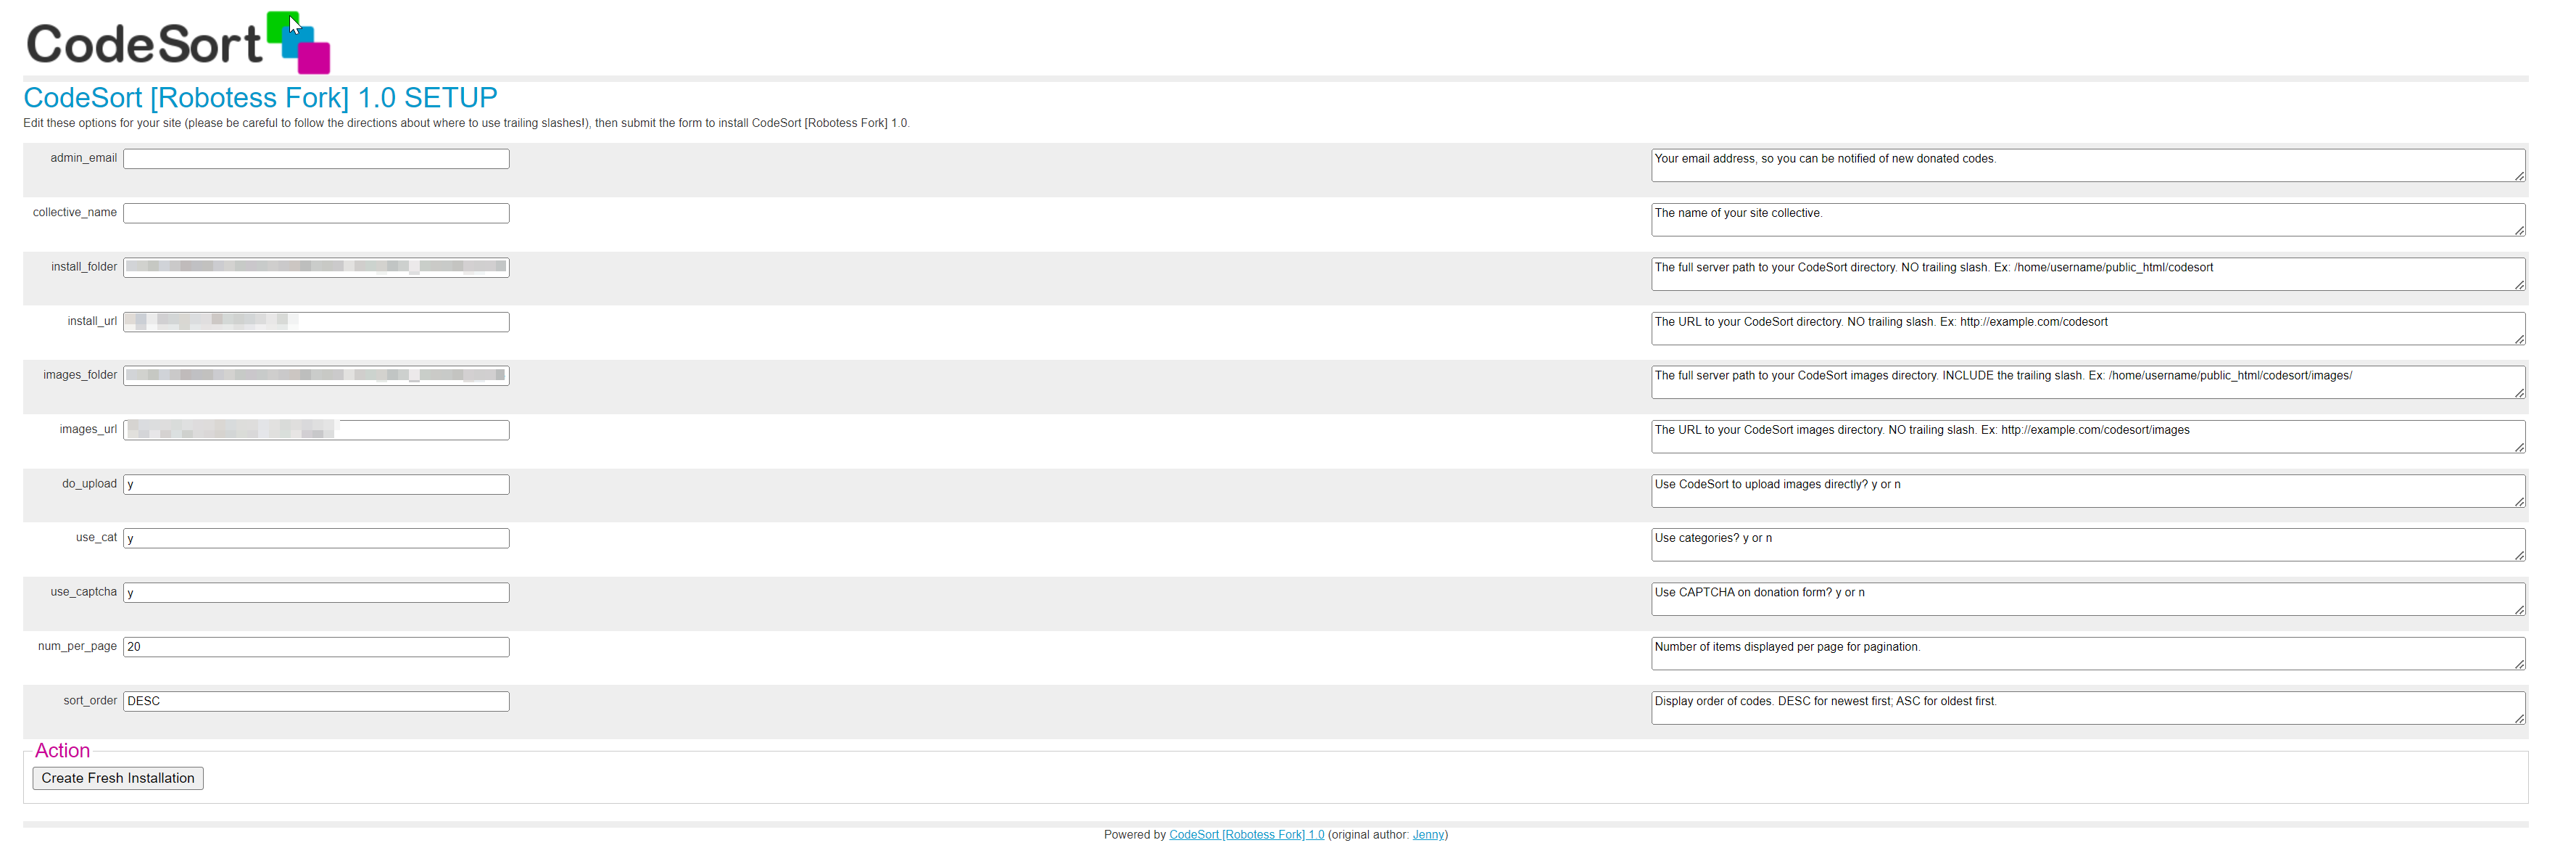 CodeSort
CodeSort [Robotess Fork] 1.0 SETUP
Edit these options for your site (please be careful to follow the directions about where to use trailing slashes!), then submit the form to install CodeSort [Robotess Fork] 1.0.
admin_email Your email address, so you can be notified of new donated codes.
collective_name The name of your site collective.
install_folder The full server path to your CodeSort directory. NO trailing slash. Ex: /home/username/public_html/codesort
install_url The URL to your CodeSort directory. NO trailing slash. Ex: http://example.com/codesort
images_folder The full server path to your CodeSort images directory. INCLUDE the trailing slash. Ex: /home/username/public_html/codesort/images/
images_url The URL to your CodeSort images directory. NO trailing slash. Ex: http://example.com/codesort/images
do_upload y Use CodeSort to upload images directly? y or n
use_cat y Use categories? y or n
use_captcha y Use CAPTCHA on donation form? y or n
num_per_page 20 Number of items displayed per page for pagination.
sort_order DESC Display order of codes. DESC for newest first; ASC for oldest first.
Action
Create Fresh Installation
Powered by CodeSort [Robotess Fork] 1.0 (original author: Jenny)